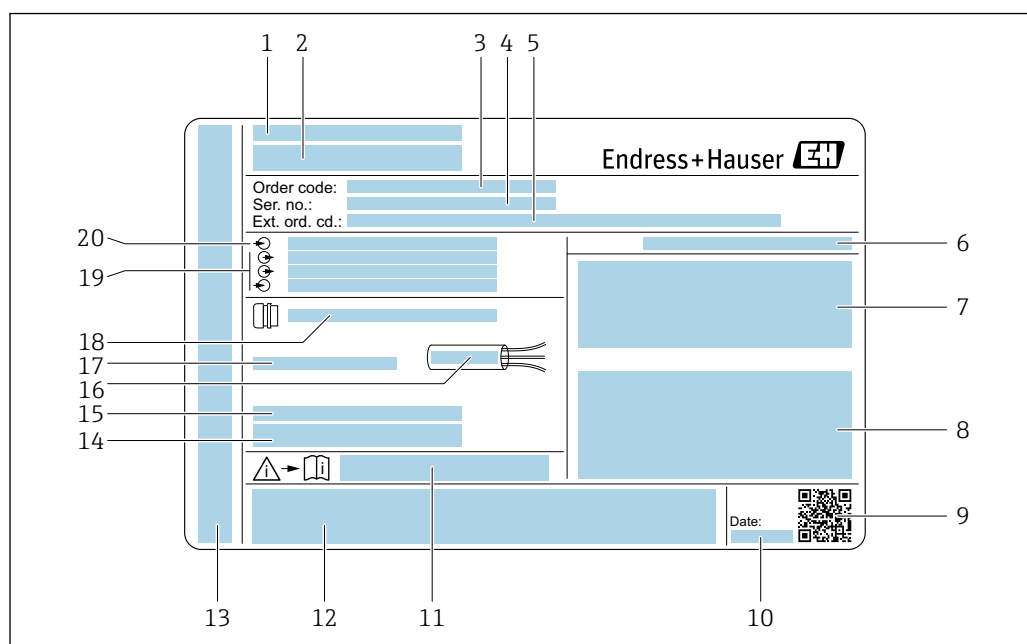 1 2 3 4 5
Endress+Hauser EH
Order code:
Ser. no.:
Ext. ord. cd.:
20
6
19
7
18
17
16
15
14
8
i i
Date:
9
13 12 11 10